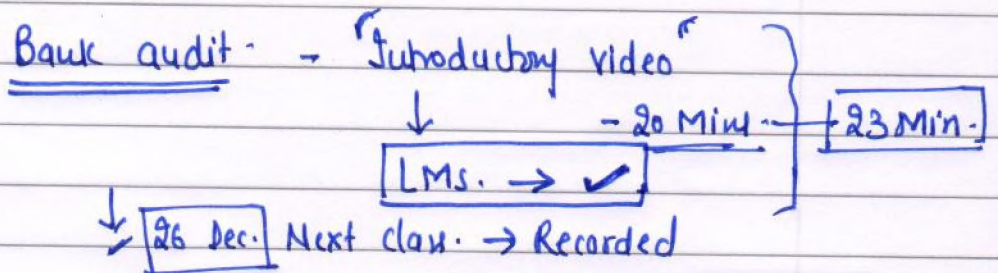 Bank audit. - "Introductory video"
↓ - 20 Mins. - 23 Min.
LMS. → ✓
↓ ✓ 26 Dec. Next class. → Recorded